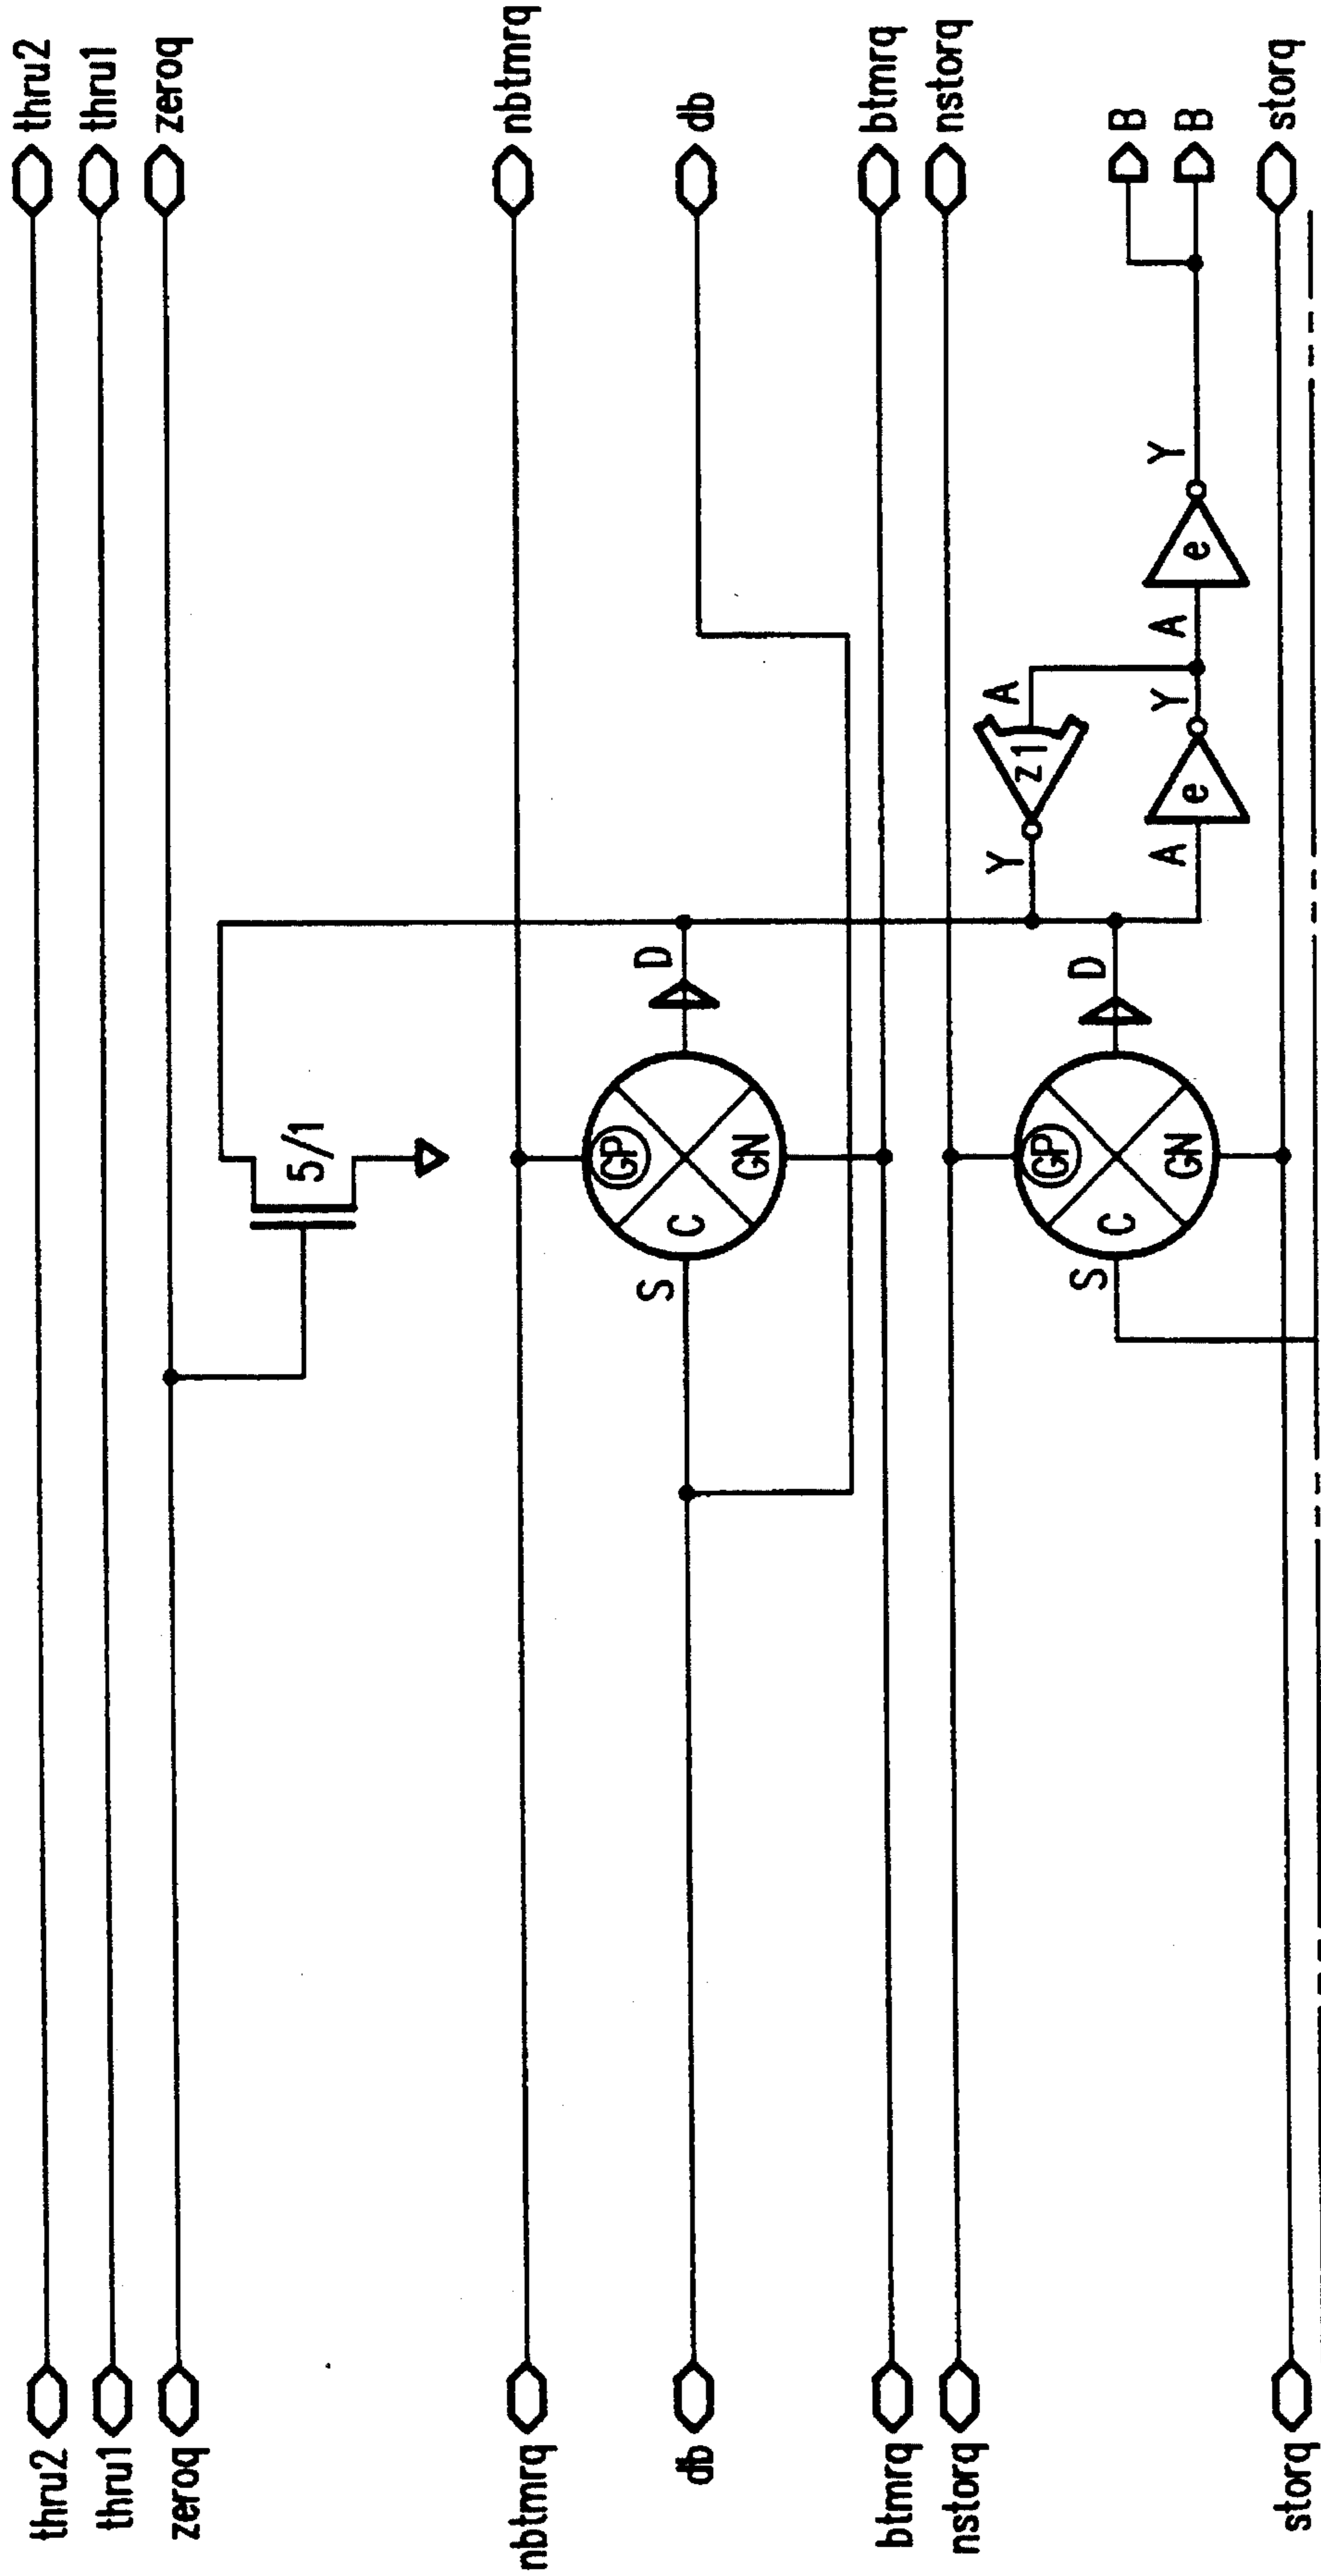 thru2 thru2
thru1 thru1
zeroq zeroq
5/1
nbtmrq nbtmrq
GP
S C D
GN
db db
btmrq btmrq
nstorq nstorq
Y z1 A
GP
S C D
GN
B
A e Y A e Y B
storq storq